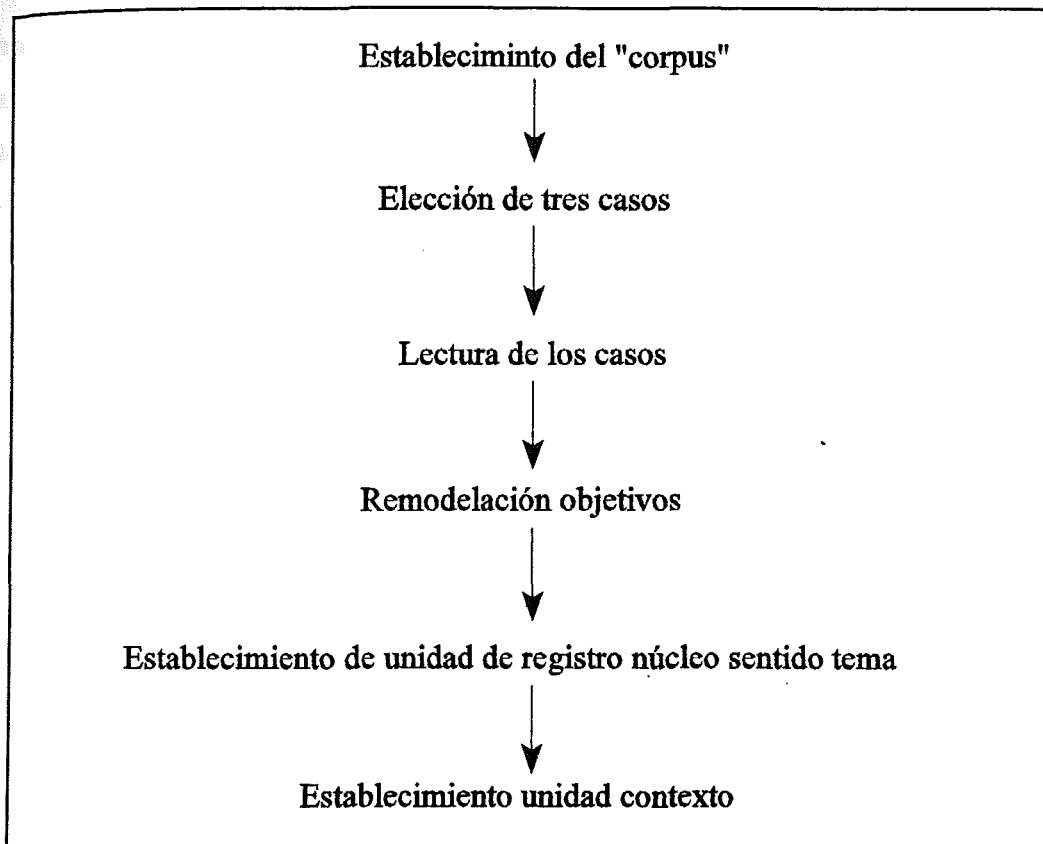 Estableciminto del "corpus"
Elección de tres casos
Lectura de los casos
Remodelación objetivos
Establecimiento de unidad de registro núcleo sentido tema
Establecimiento unidad contexto